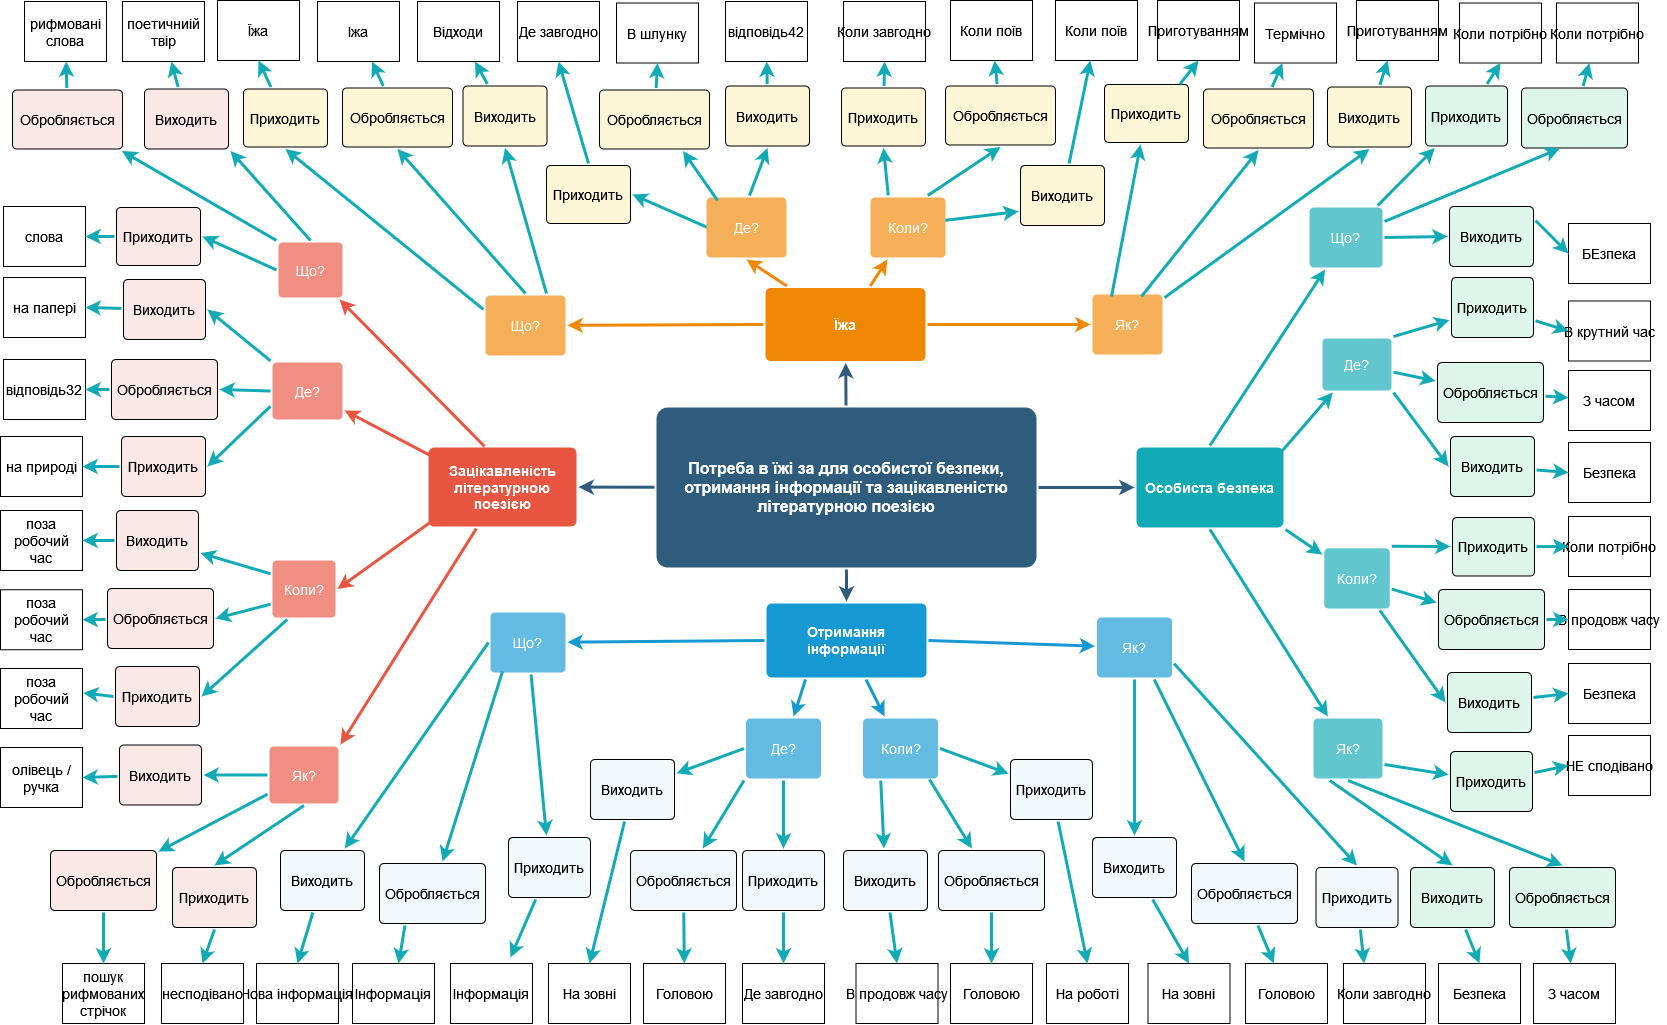 рифмовані
слова
поетичниій
твір
Їжа
Їжа
Відходи
Де завгодно
В шлунку
відповідь42
Коли завгодно
Коли поїв
Коли поїв
Приготуванням
Термічно
Приготуванням
Коли потрібно
Коли потрібно
Обробляється
Виходить
Приходить
Обробляється
Виходить
Обробляється
Виходить
Приходить
Обробляється
Приходить
Обробляється
Виходить
Приходить
Обробляється
Приходить
Виходить
слова
Приходить
Що?
Де?
Коли?
Що?
Виходить
БЕзпека
на папері
Виходить
Що?
Їжа
Як?
Приходить
В крутний час
відповідь32
Обробляється
Де?
Де?
Обробляється
З часом
на природі
Приходить
Виходить
Безпека
Зацікавленість
літературною
поезією
Потреба в їжі за для особистої безпеки,
отримання інформації та зацікавленістю
літературною поезією
Особиста безпека
поза
робочий
час
Виходить
Приходить
Коли потрібно
Коли?
Коли?
поза
робочий
час
Обробляється
Обробляється
В продовж часу
Що?
Отримання
інформації
Як?
поза
робочий
час
Приходить
Виходить
Безпека
олівець /
ручка
Виходить
Як?
Де?
Коли?
Як?
Приходить
НЕ сподівано
Виходить
Приходить
Обробляється
Приходить
Виходить
Обробляється
Приходить
Обробляється
Приходить
Виходить
Обробляється
Виходить
Обробляється
Приходить
Виходить
Обробляється
пошук
рифмованих
стрічок
несподівано
Нова інформація
Інформація
Інформація
На зовні
Головою
Де завгодно
В продовж часу
Головою
На роботі
На зовні
Головою
Коли завгодно
Безпека
З часом